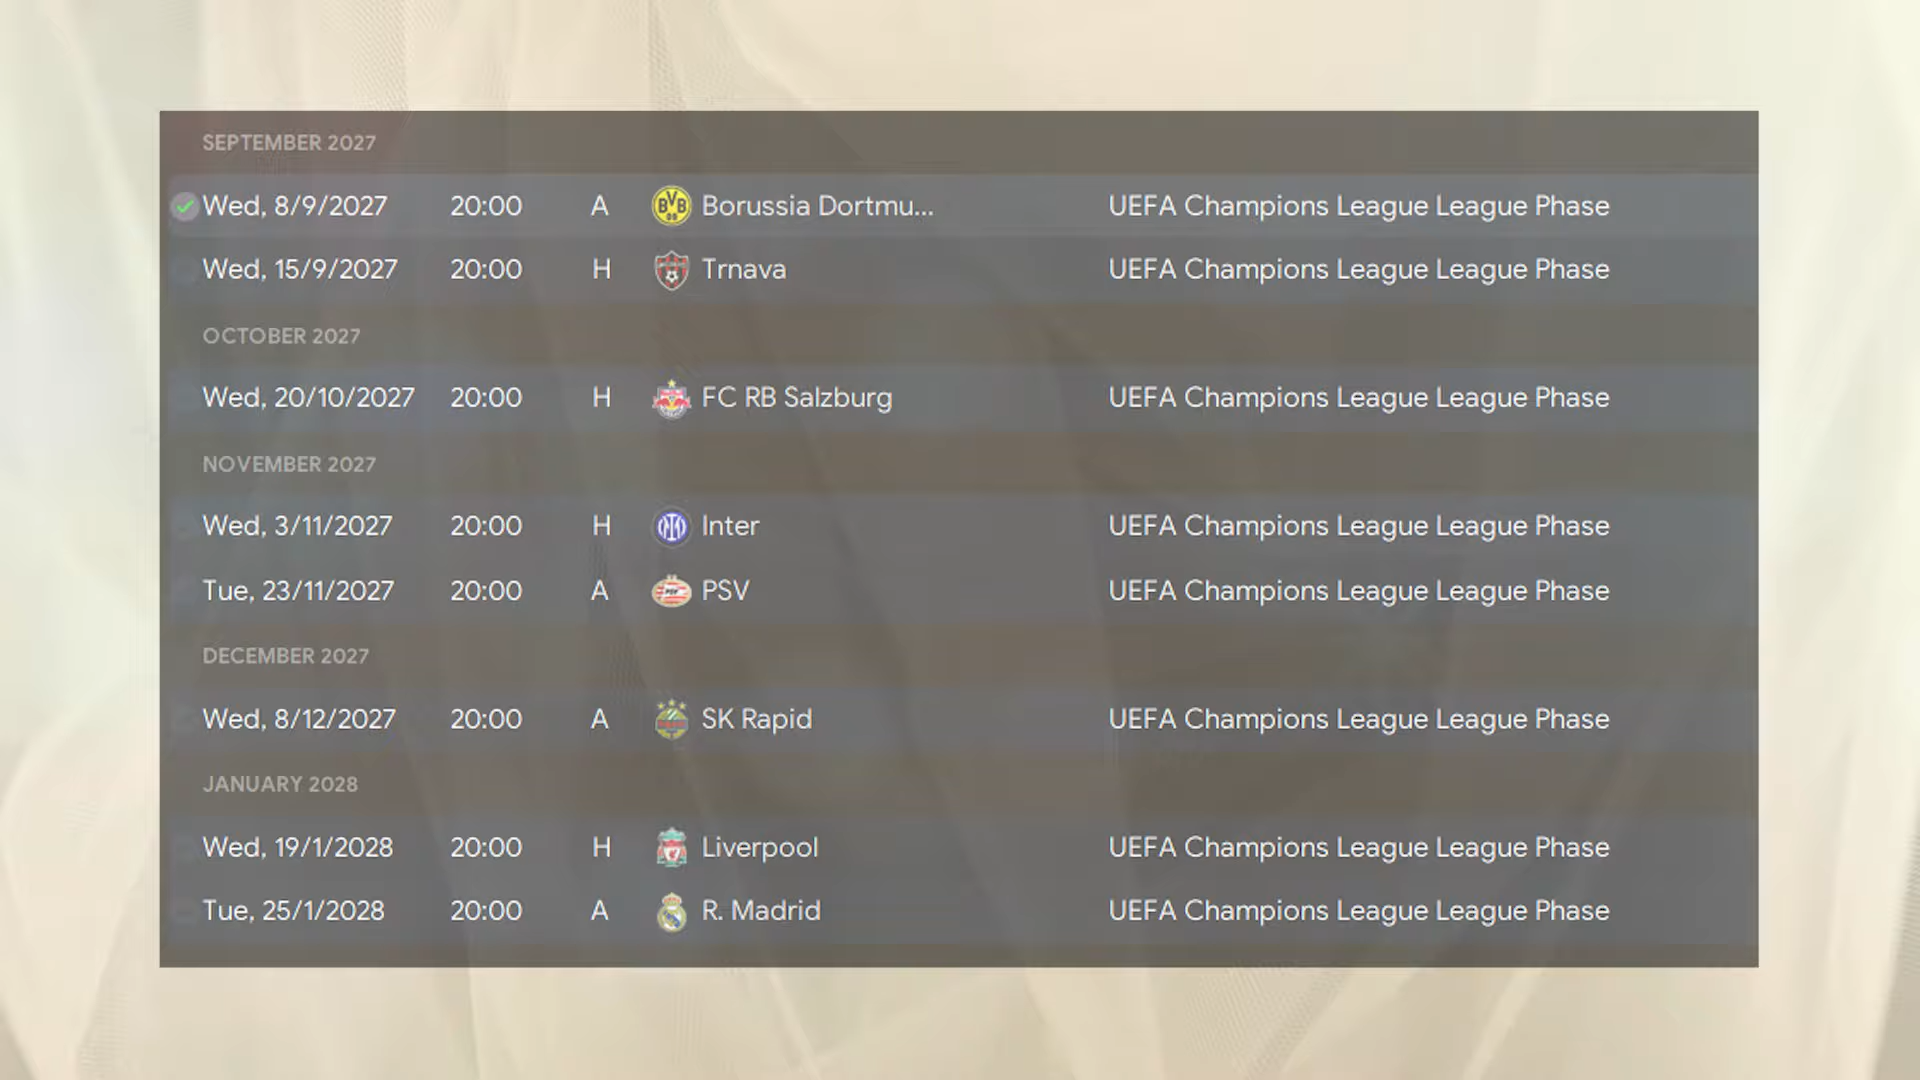 SEPTEMBER 2027
Wed, 8/9/2027 20:00 A Borussia Dortmu... UEFA Champions League League Phase
Wed, 15/9/2027 20:00 H Trnava UEFA Champions League League Phase
OCTOBER 2027
Wed, 20/10/2027 20:00 H FC RB Salzburg UEFA Champions League League Phase
NOVEMBER 2027
Wed, 3/11/2027 20:00 H Inter UEFA Champions League League Phase
Tue, 23/11/2027 20:00 A PSV UEFA Champions League League Phase
DECEMBER 2027
Wed, 8/12/2027 20:00 A SK Rapid UEFA Champions League League Phase
JANUARY 2028
Wed, 19/1/2028 20:00 H Liverpool UEFA Champions League League Phase
Tue, 25/1/2028 20:00 A R. Madrid UEFA Champions League League Phase